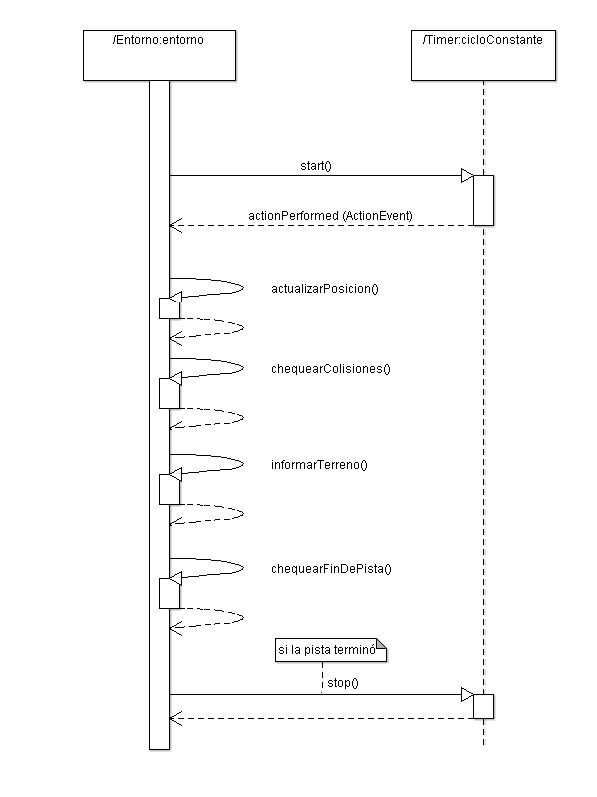 /Entorno:entorno
/Timer:cicloConstante
start()
actionPerformed (ActionEvent)
actualizarPosicion()
chequearColisiones()
informarTerreno()
chequearFinDePista()
si la pista terminó
stop()